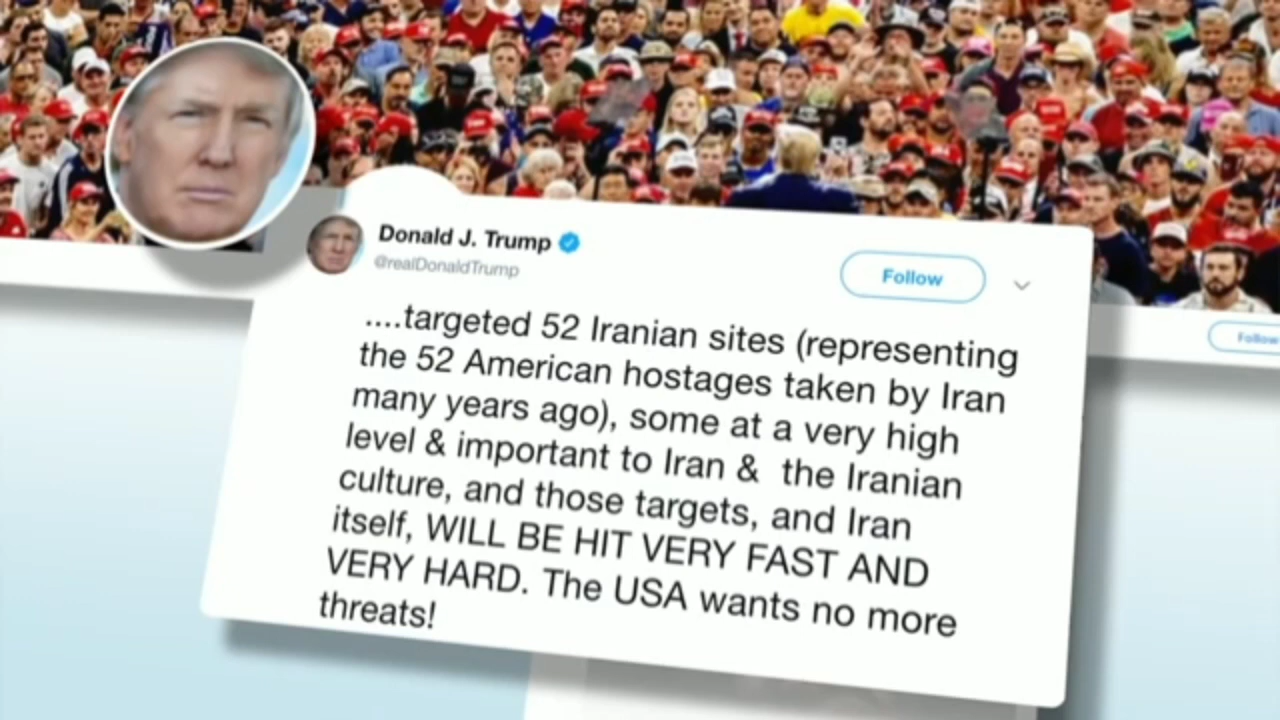 Donald J. Trump
@realDonaldTrump
Follow
....targeted 52 Iranian sites (representing
the 52 American hostages taken by Iran
many years ago), some at a very high
level & important to Iran &  the Iranian
culture, and those targets, and Iran
itself, WILL BE HIT VERY FAST AND
VERY HARD. The USA wants no more
threats!
Follow